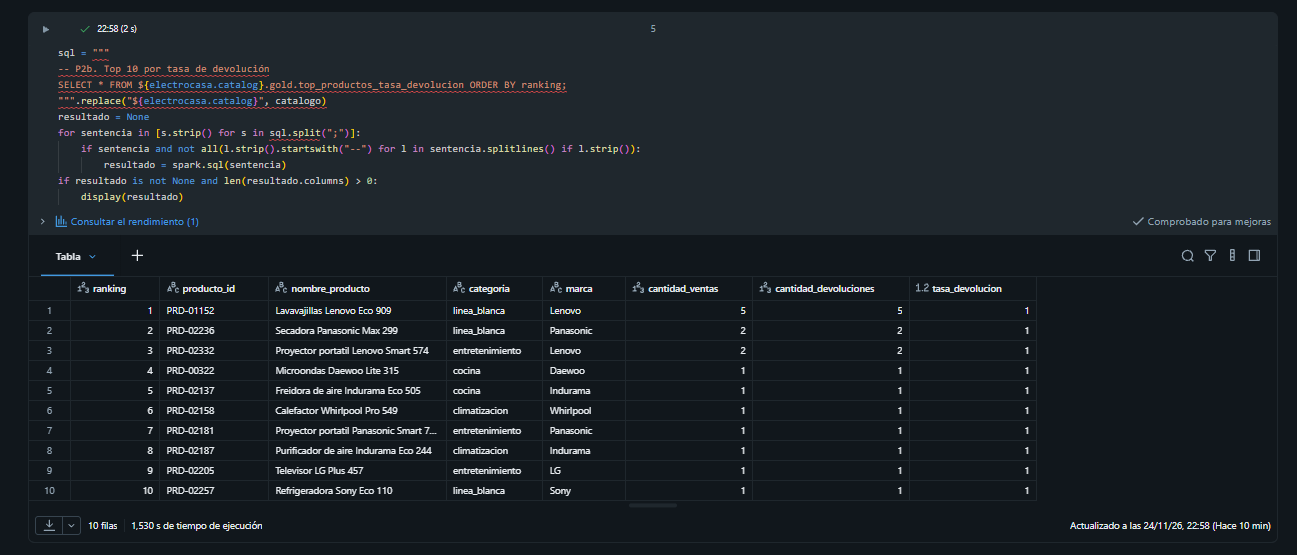 22:58 (2 s)
5
sql = """
-- P2b. Top 10 por tasa de devolución
SELECT * FROM ${electrocasa.catalog}.gold.top_productos_tasa_devolucion ORDER BY ranking;
""".replace("${electrocasa.catalog}", catalogo)
resultado = None
for sentencia in [s.strip() for s in sql.split(";")]:
    if sentencia and not all(l.strip().startswith("--") for l in sentencia.splitlines() if l.strip()):
        resultado = spark.sql(sentencia)
if resultado is not None and len(resultado.columns) > 0:
    display(resultado)
Consultar el rendimiento (1)
Comprobado para mejoras
Tabla
ranking producto_id nombre_producto categoria marca cantidad_ventas cantidad_devoluciones 1.2 tasa_devolucion
1 1 PRD-01152 Lavavajillas Lenovo Eco 909 linea_blanca Lenovo 5 5 1
2 2 PRD-02236 Secadora Panasonic Max 299 linea_blanca Panasonic 2 2 1
3 3 PRD-02332 Proyector portatil Lenovo Smart 574 entretenimiento Lenovo 2 2 1
4 4 PRD-00322 Microondas Daewoo Lite 315 cocina Daewoo 1 1 1
5 5 PRD-02137 Freidora de aire Indurama Eco 505 cocina Indurama 1 1 1
6 6 PRD-02158 Calefactor Whirlpool Pro 549 climatizacion Whirlpool 1 1 1
7 7 PRD-02181 Proyector portatil Panasonic Smart 7... entretenimiento Panasonic 1 1 1
8 8 PRD-02187 Purificador de aire Indurama Eco 244 climatizacion Indurama 1 1 1
9 9 PRD-02205 Televisor LG Plus 457 entretenimiento LG 1 1 1
10 10 PRD-02257 Refrigeradora Sony Eco 110 linea_blanca Sony 1 1 1
10 filas 1,530 s de tiempo de ejecución
Actualizado a las 24/11/26, 22:58 (Hace 10 min)